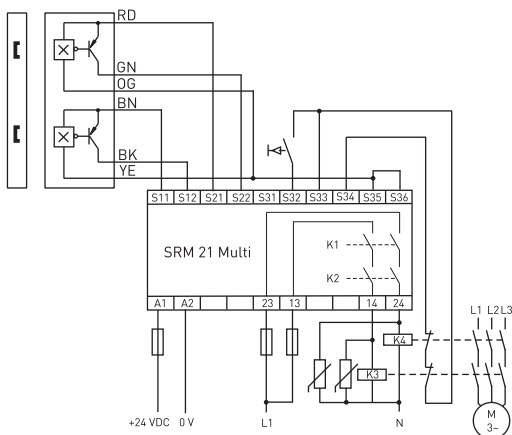 RD
GN
OG
BN
BK
YE
S11 S12 S21 S22 S31 S32 S33 S34 S35 S36
SRM 21 Multi
K1
K2
A1 A2 23 13 14 24
L1 L2 L3
K4
K3
+24 VDC 0 V L1 N
M
3~